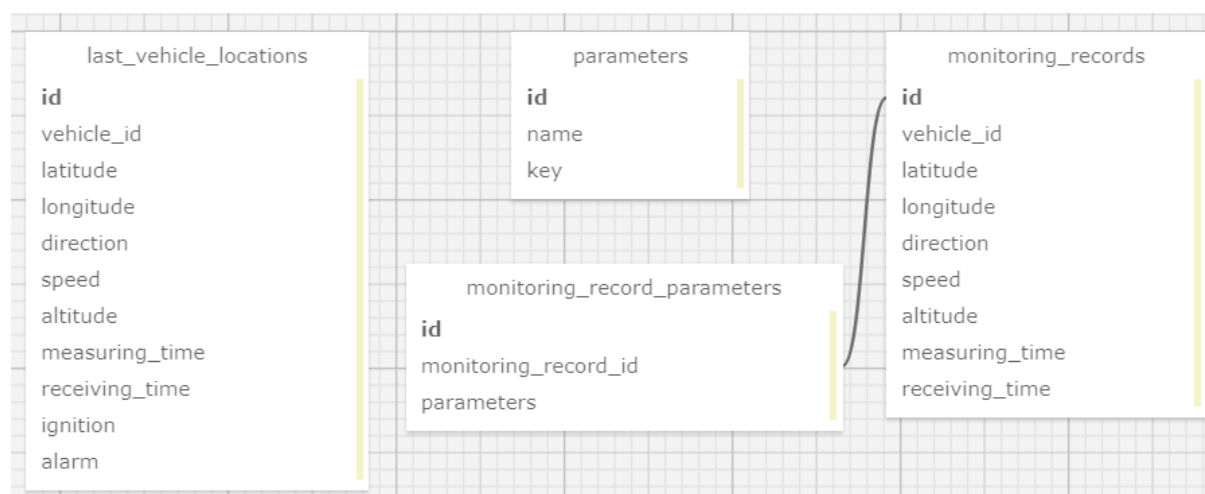 last_vehicle_locations
id
vehicle_id
latitude
longitude
direction
speed
altitude
measuring_time
receiving_time
ignition
alarm
parameters
id
name
key
monitoring_record_parameters
id
monitoring_record_id
parameters
monitoring_records
id
vehicle_id
latitude
longitude
direction
speed
altitude
measuring_time
receiving_time